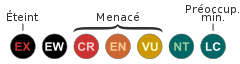 Éteint Menacé Préoccup. min.
EX EW CR EN VU NT LC